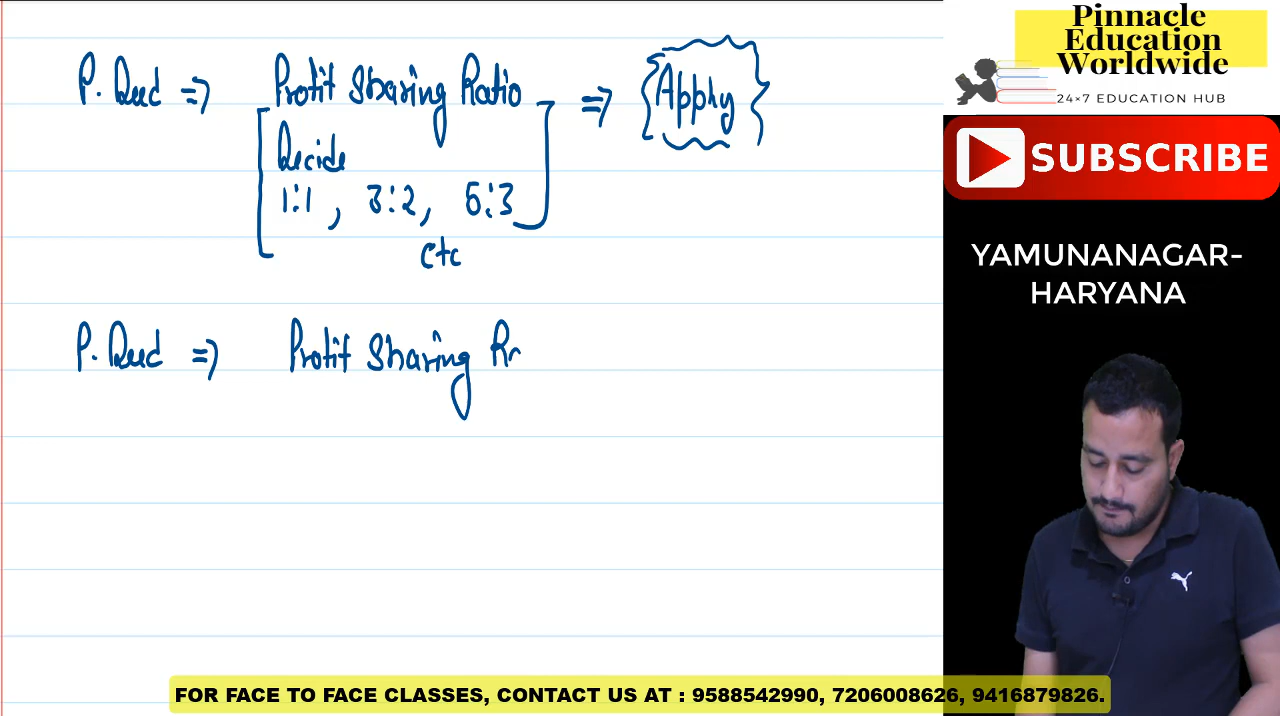 P. Deed => Profit Sharing Ratio => {Apply}
Decide
1:1, 3:2, 5:3
etc
P. Deed => Profit Sharing Ra
Pinnacle
Education
Worldwide
24×7 EDUCATION HUB
SUBSCRIBE
YAMUNANAGAR-
HARYANA
FOR FACE TO FACE CLASSES, CONTACT US AT : 9588542990, 7206008626, 9416879826.